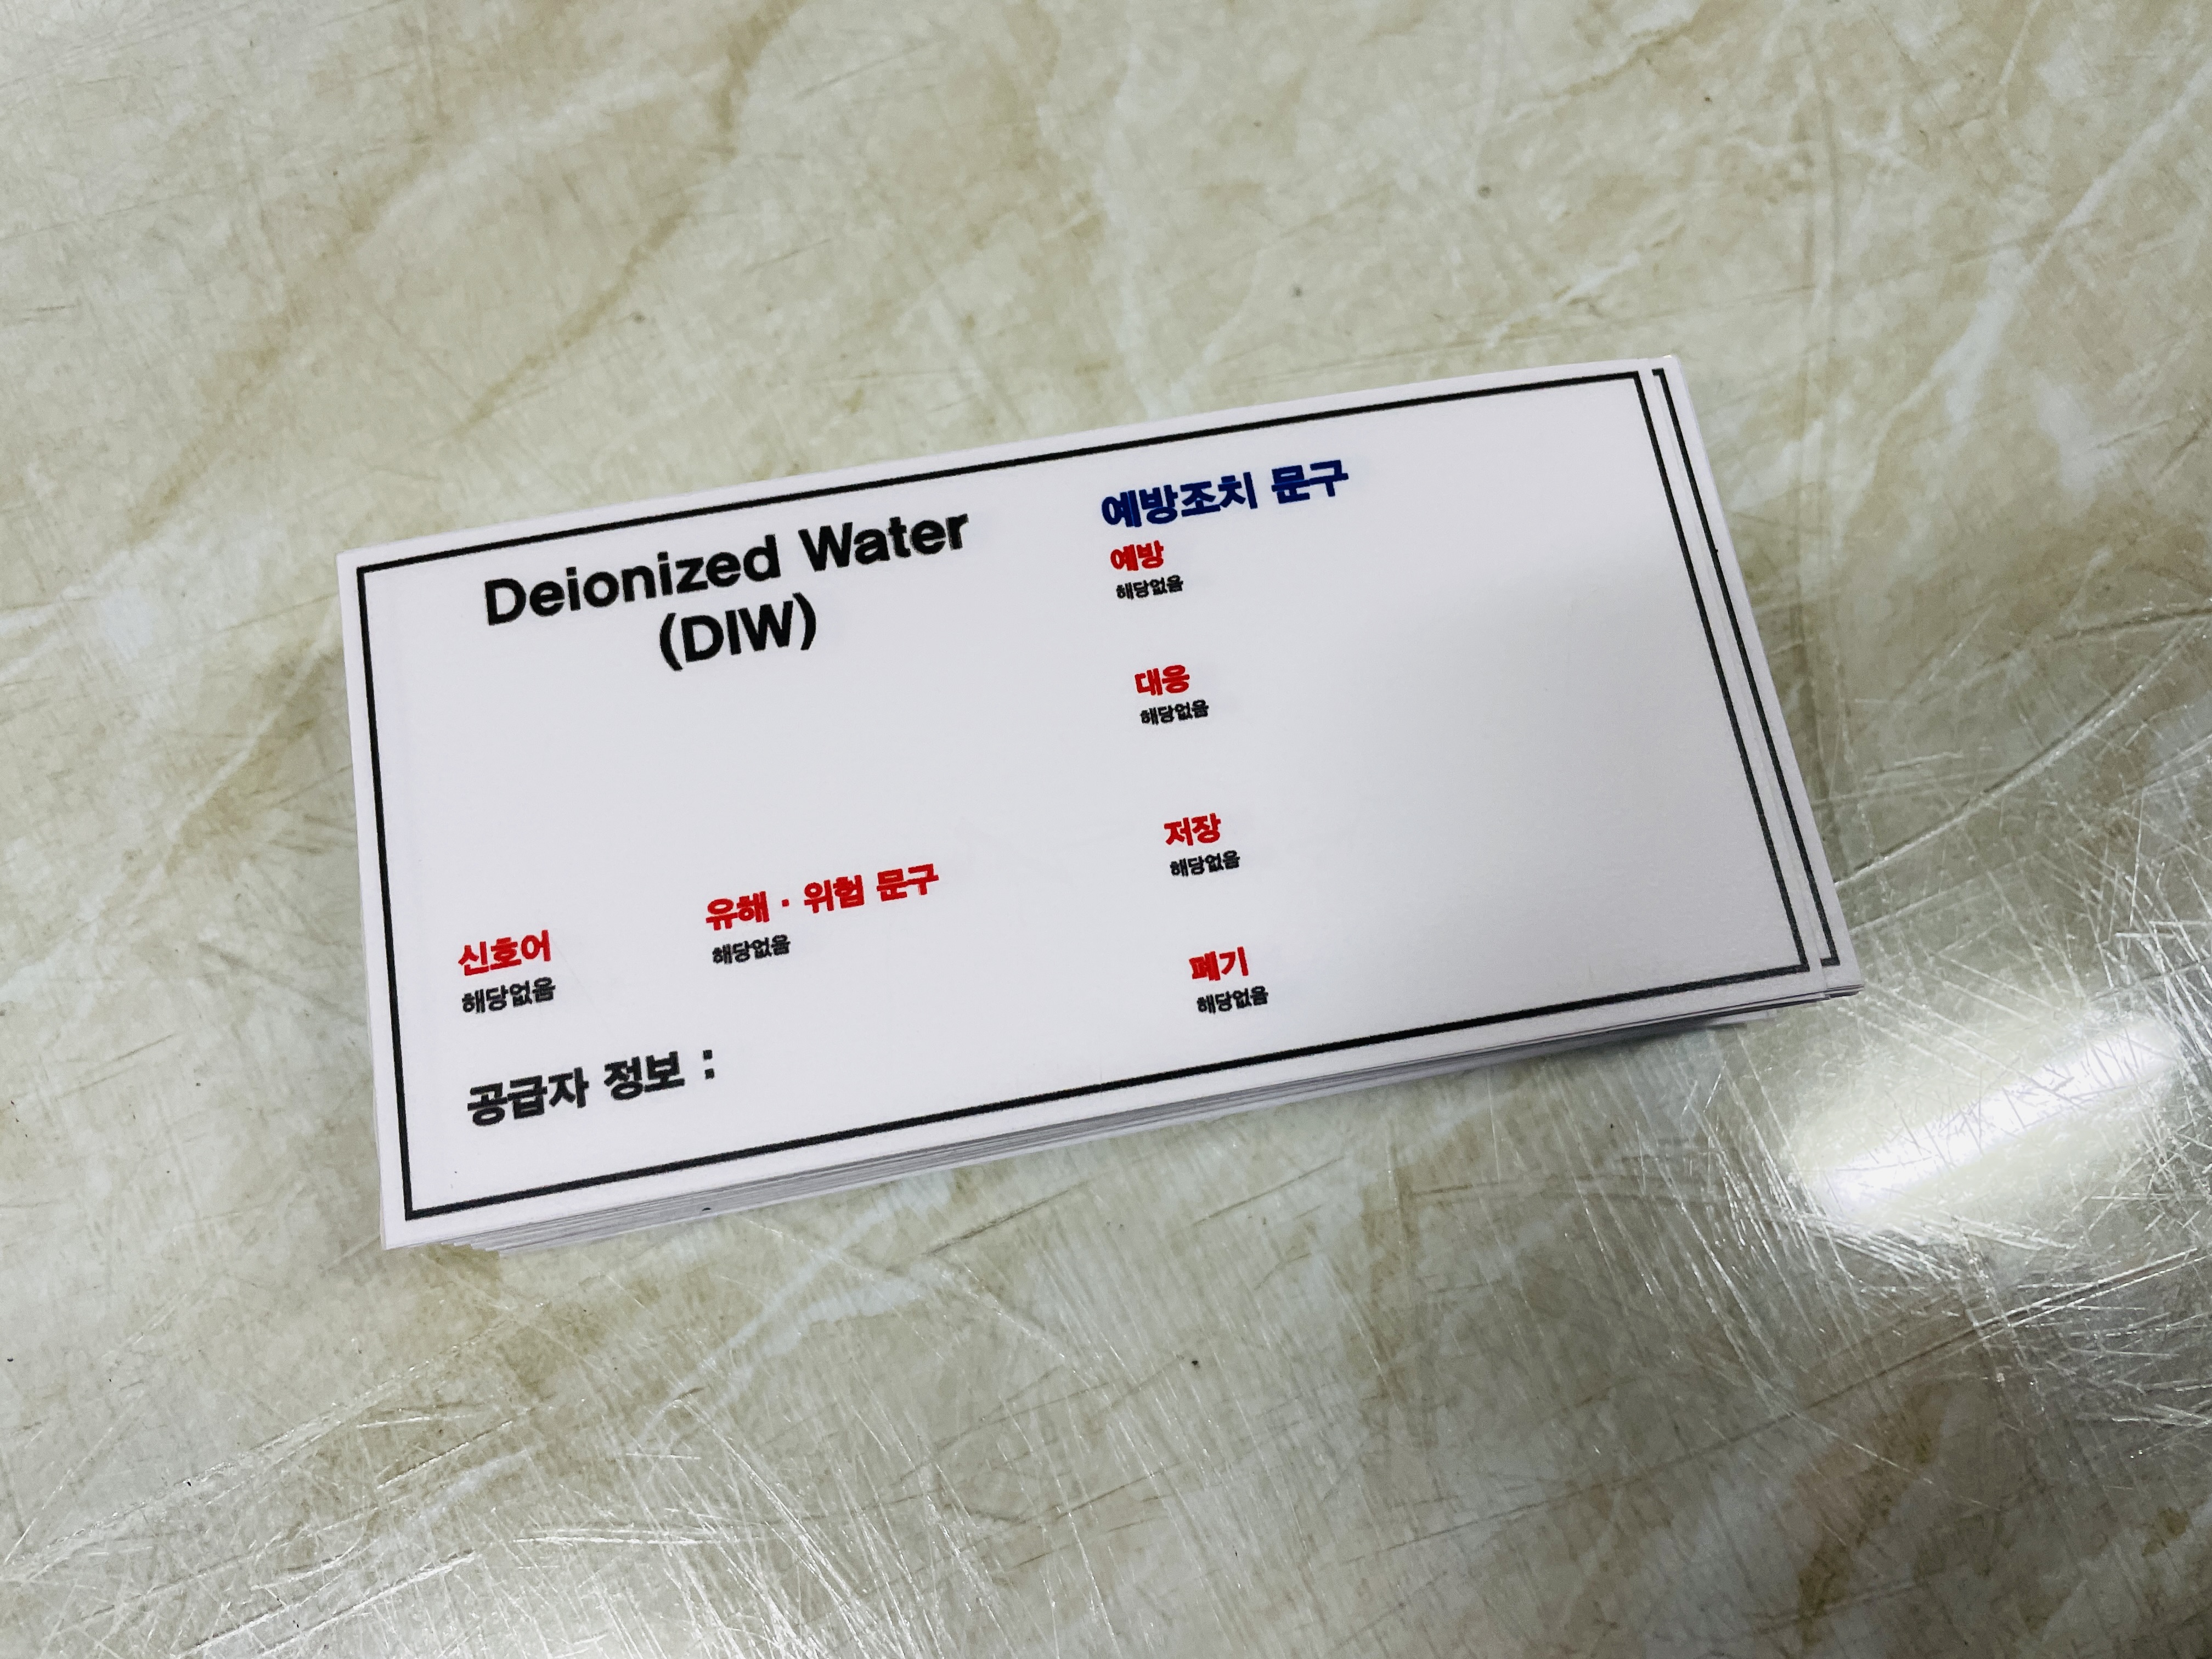 Deionized Water
(DIW)
신호어
해당없음
유해 · 위험 문구
해당없음
공급자 정보 :
예방조치 문구
예방
해당없음
대응
해당없음
저장
해당없음
폐기
해당없음